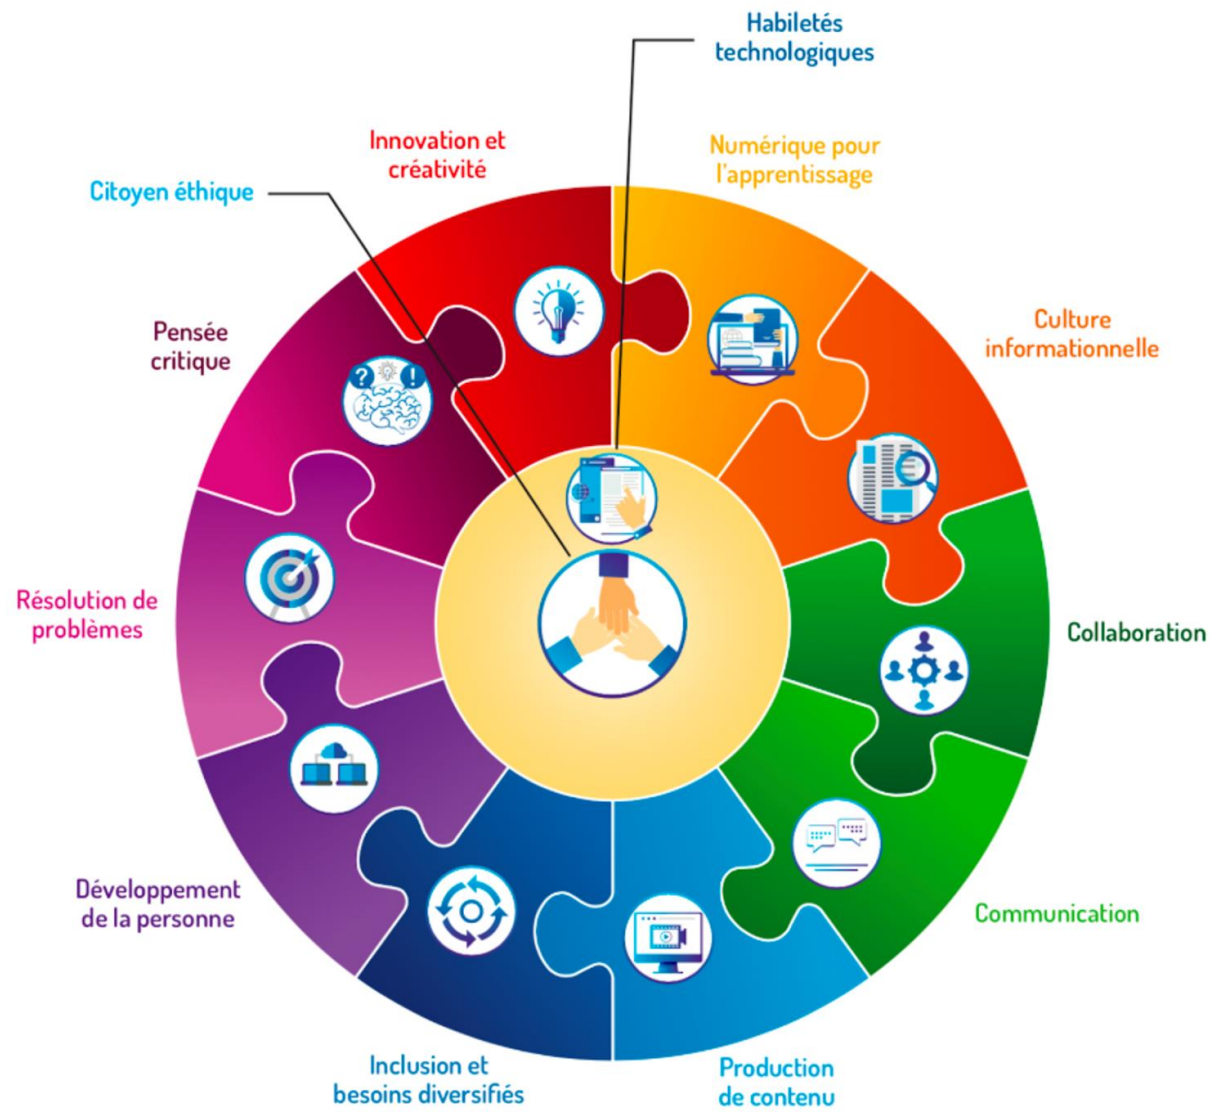 Habiletés
technologiques
Innovation et
créativité
Numérique pour
l'apprentissage
Citoyen éthique
Pensée
critique
Culture
informationnelle
?
!
Résolution de
problèmes
Collaboration
Développement
de la personne
Communication
Inclusion et
besoins diversifiés
Production
de contenu